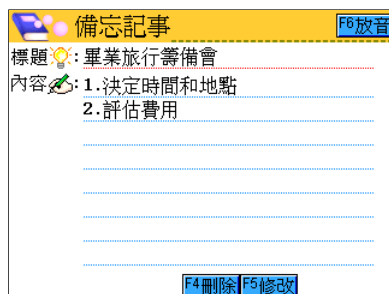 備忘記事
F6放音
標題:畢業旅行籌備會
內容:1.決定時間和地點
2.評估費用
F4刪除 F5修改